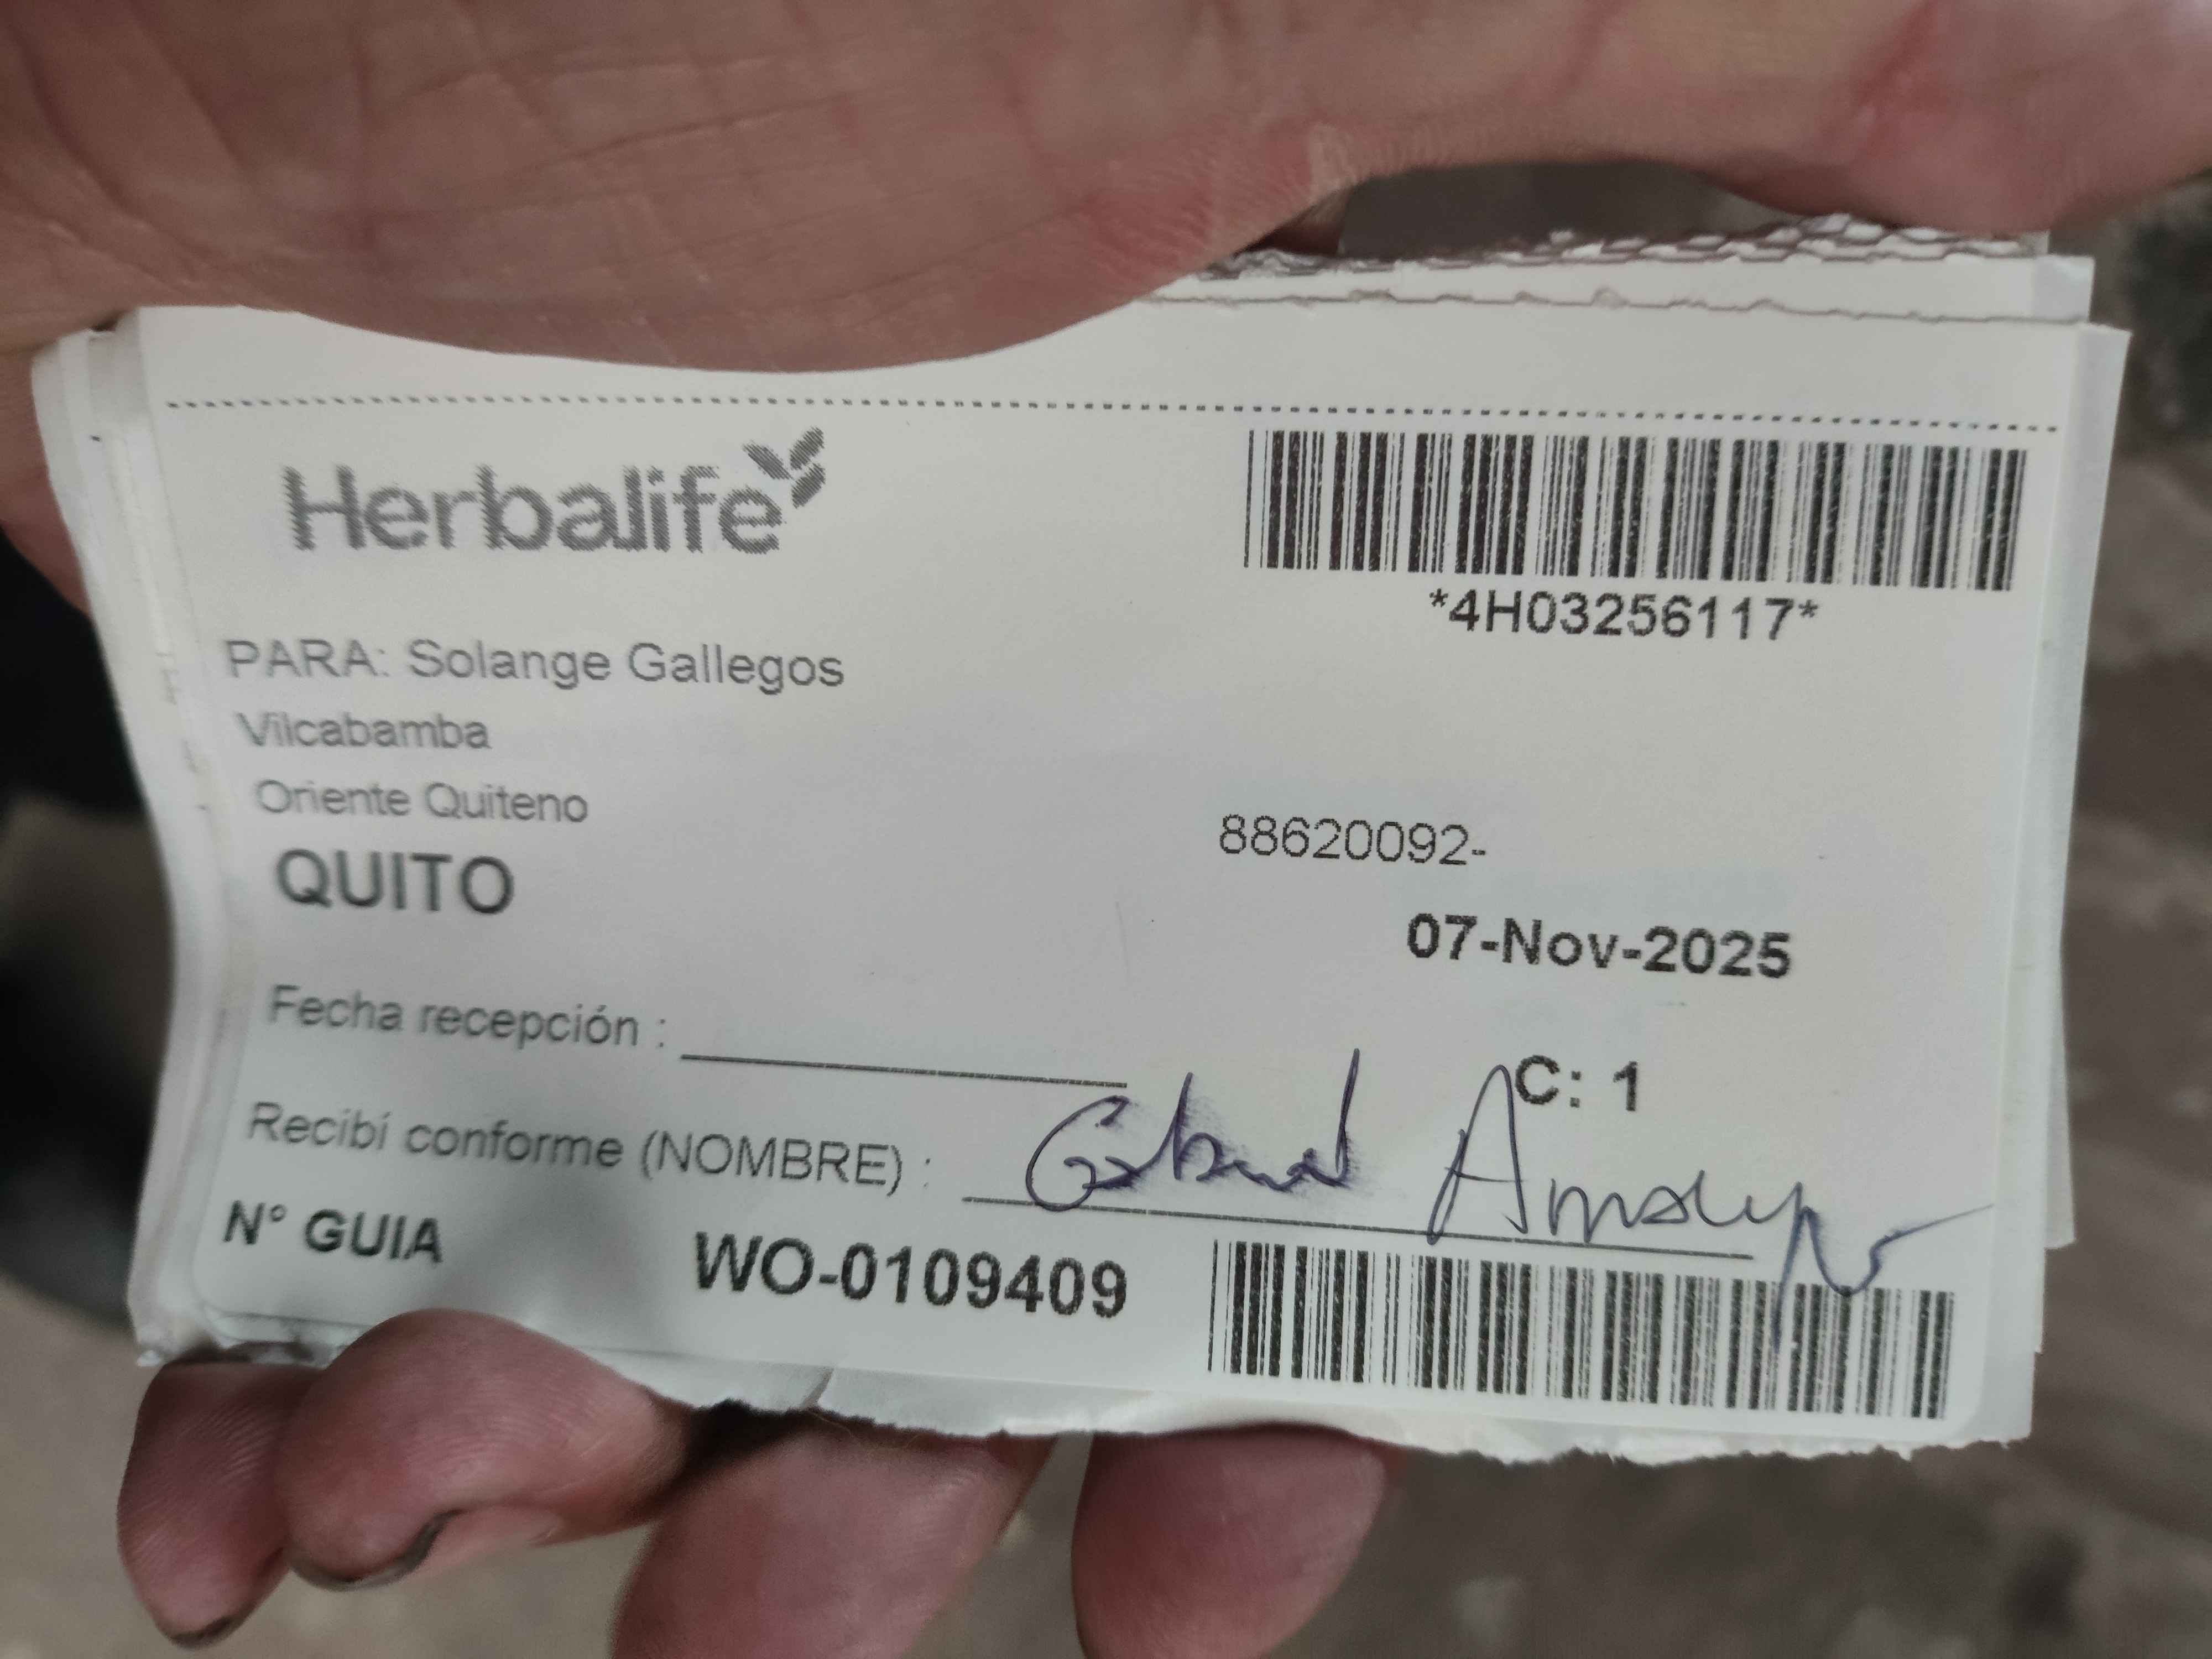 Herbalife
*4H03256117*
PARA: Solange Gallegos
Vilcabamba
Oriente Quiteno
88620092-
QUITO
07-Nov-2025
Fecha recepción :
C: 1
Recibí conforme (NOMBRE) : Gabriel
N° GUIA WO-0109409